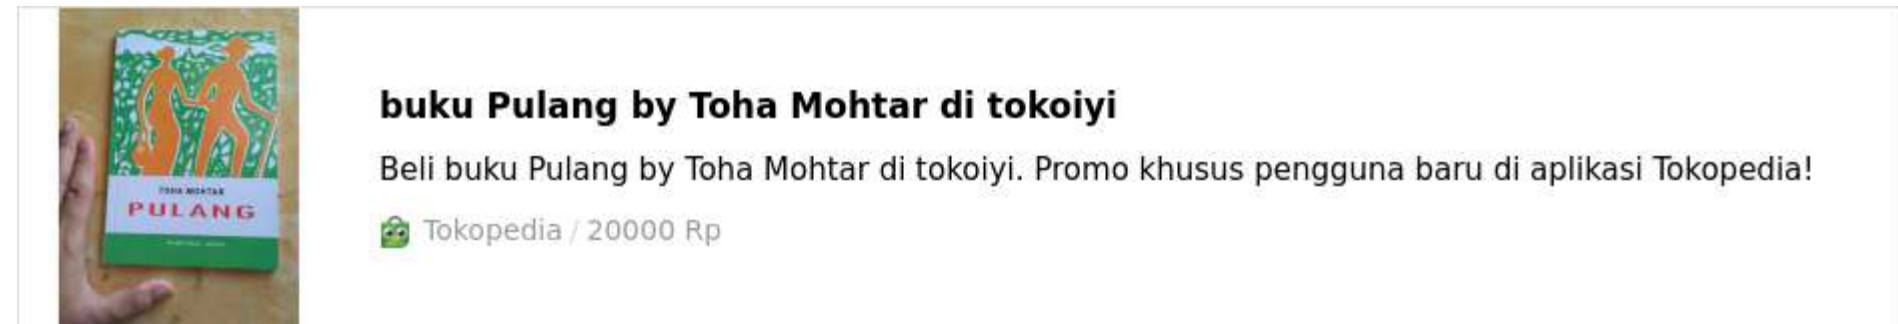 TOHA MOHTAR
PULANG
buku Pulang by Toha Mohtar di tokoiyi
Beli buku Pulang by Toha Mohtar di tokoiyi. Promo khusus pengguna baru di aplikasi Tokopedia!
Tokopedia / 20000 Rp